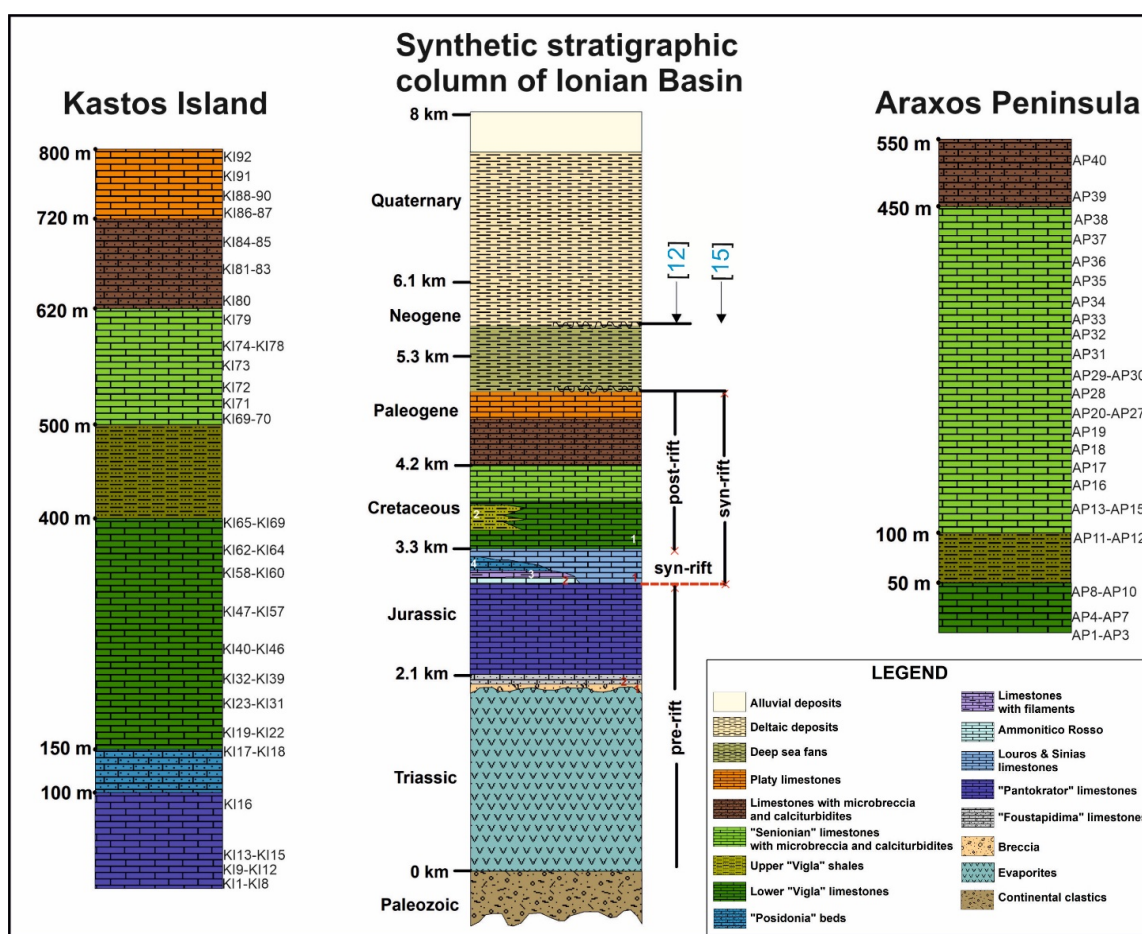 Synthetic stratigraphic
column of Ionian Basin
Kastos Island
800 m
720 m
620 m
500 m
400 m
150 m
100 m
KI92
KI91
KI88-90
KI86-87
KI84-85
KI81-83
KI80
KI79
KI74-KI78
KI73
KI72
KI71
KI69-70
KI65-KI69
KI62-KI64
KI58-KI60
KI47-KI57
KI40-KI46
KI32-KI39
KI23-KI31
KI19-KI22
KI17-KI18
KI16
KI13-KI15
KI9-KI12
KI1-KI8
8 km
Quaternary
6.1 km
Neogene
5.3 km
Paleogene
4.2 km
Cretaceous
3.3 km
Jurassic
2.1 km
Triassic
0 km
Paleozoic
2
1
4
3
[12]
[15]
post-rift
syn-rift
syn-rift
pre-rift
Araxos Peninsula
550 m
450 m
100 m
50 m
AP40
AP39
AP38
AP37
AP36
AP35
AP34
AP33
AP32
AP31
AP29-AP30
AP28
AP20-AP27
AP19
AP18
AP17
AP16
AP13-AP15
AP11-AP12
AP8-AP10
AP4-AP7
AP1-AP3
LEGEND
Alluvial deposits
Deltaic deposits
Deep sea fans
Platy limestones
Limestones with microbreccia
and calciturbidites
"Senionian" limestones
with microbreccia and calciturbidites
Upper "Vigla" shales
Lower "Vigla" limestones
"Posidonia" beds
Limestones
with filaments
Ammonitico Rosso
Louros & Sinias
limestones
"Pantokrator" limestones
"Foustapidima" limestones
Breccia
Evaporites
Continental clastics